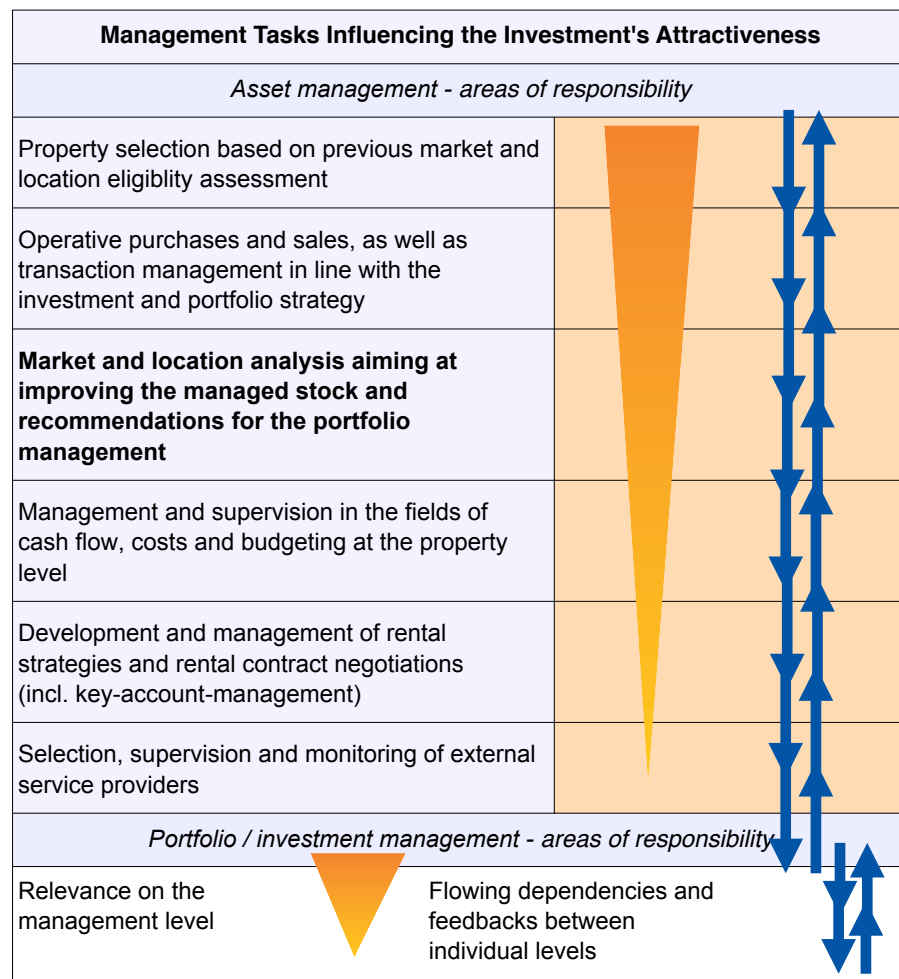 Management Tasks Influencing the Investment's Attractiveness
Asset management - areas of responsibility
Property selection based on previous market and
location eligiblity assessment
Operative purchases and sales, as well as
transaction management in line with the
investment and portfolio strategy
Market and location analysis aiming at
improving the managed stock and
recommendations for the portfolio
management
Management and supervision in the fields of
cash flow, costs and budgeting at the property
level
Development and management of rental
strategies and rental contract negotiations
(incl. key-account-management)
Selection, supervision and monitoring of external
service providers
Portfolio / investment management - areas of responsibility
Relevance on the
management level
Flowing dependencies and
feedbacks between
individual levels